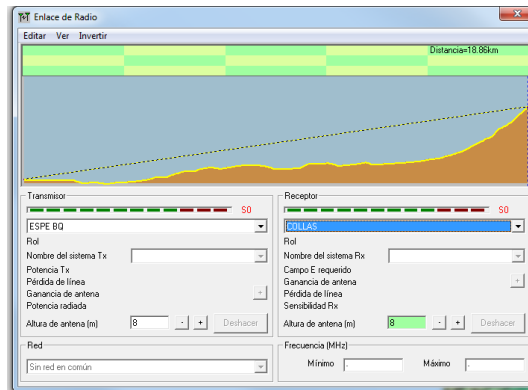 Enlace de Radio
Editar Ver Invertir
Distancia=18.86km
Transmisor
S0
ESPE BQ
Rol
Nombre del sistema Tx
Potencia Tx
Pérdida de línea
Ganancia de antena
+
Potencia radiada
Altura de antena (m) 8 - + Deshacer
Receptor
S0
COLLAS
Rol
Nombre del sistema Rx
Campo E requerido
Ganancia de antena
+
Pérdida de línea
Sensibilidad Rx
Altura de antena (m) 8 - + Deshacer
Red
Sin red en común
Frecuencia (MHz)
Mínimo - Máximo -